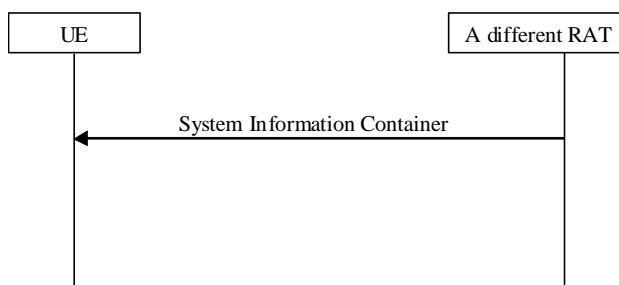 UE
A different RAT
System Information Container